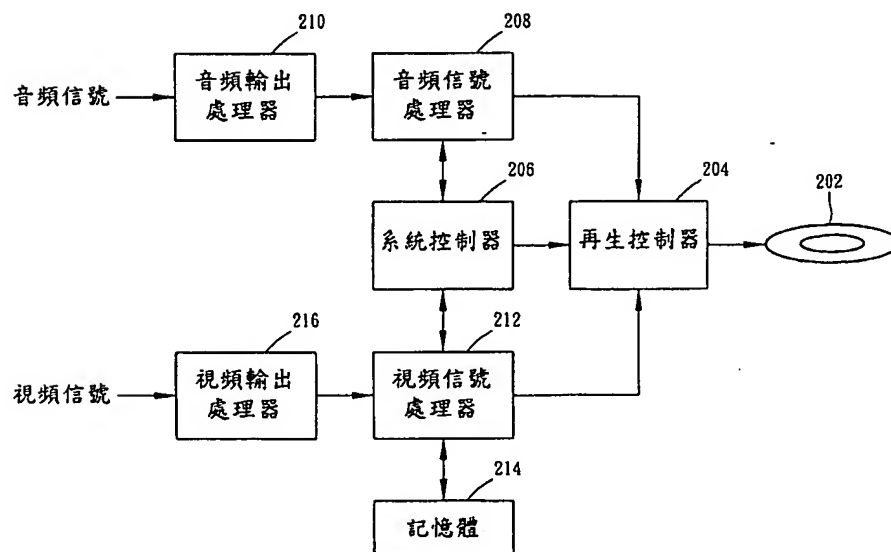 210
208
音頻信號
音頻輸出
處理器
音頻信號
處理器
206
204
202
系統控制器
再生控制器
216
212
視頻信號
視頻輸出
處理器
視頻信號
處理器
214
記憶體